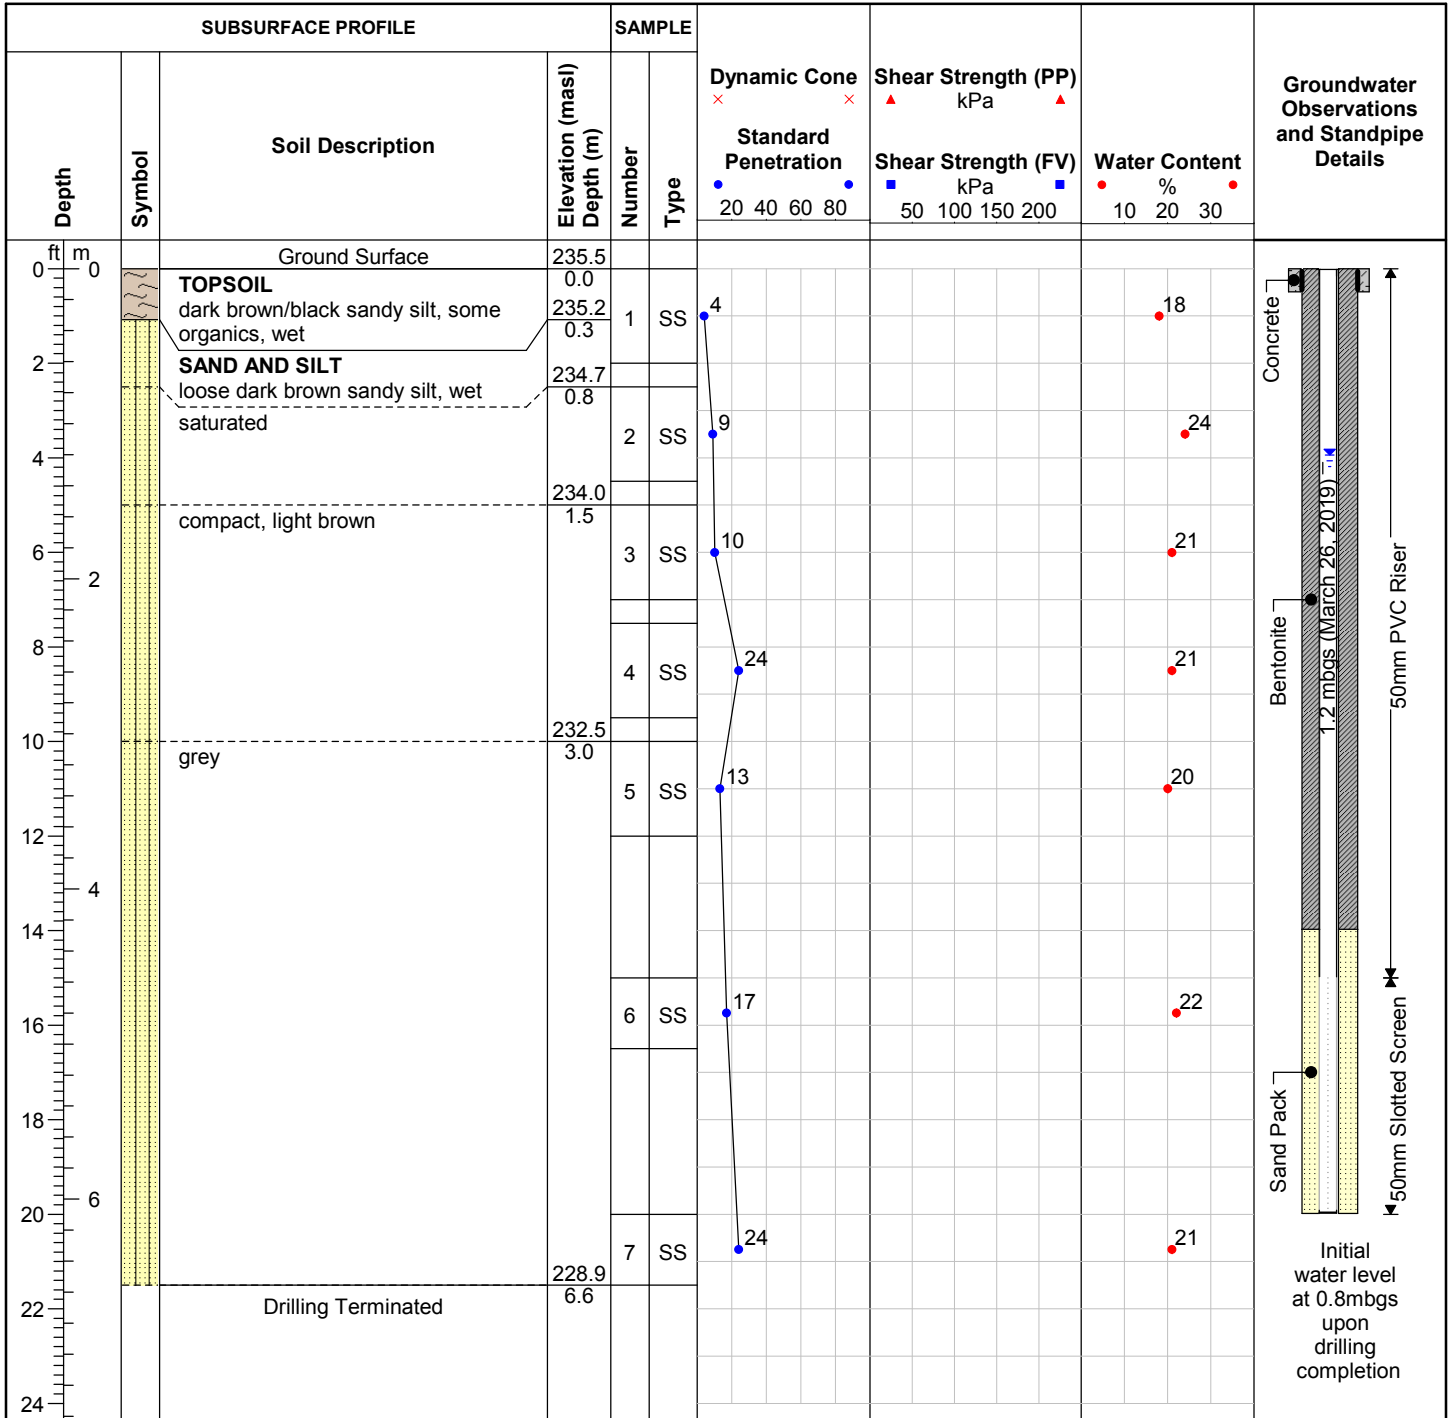 SUBSURFACE PROFILE
SAMPLE
Depth
Symbol
Soil Description
Elevation (masl)
Depth (m)
Number
Type
Dynamic Cone
Standard
Penetration
20 40 60 80
Shear Strength (PP)
kPa
Shear Strength (FV)
kPa
50 100 150 200
Water Content
%
10 20 30
Groundwater
Observations
and Standpipe
Details
ft m
0 0
2
4
6
2
8
10
12
4
14
16
18
6
20
22
24
Ground Surface
235.5
0.0
TOPSOIL
dark brown/black sandy silt, some
organics, wet
235.2
0.3
SAND AND SILT
loose dark brown sandy silt, wet
234.7
0.8
saturated
234.0
1.5
compact, light brown
232.5
3.0
grey
228.9
6.6
Drilling Terminated
1 SS 4 18
2 SS 9 24
3 SS 10 21
4 SS 24 21
5 SS 13 20
6 SS 17 22
7 SS 24 21
Concrete
Bentonite
Sand Pack
1.2 mbgs (March 26, 2019)
50mm PVC Riser
50mm Slotted Screen
Initial
water level
at 0.8mbgs
upon
drilling
completion